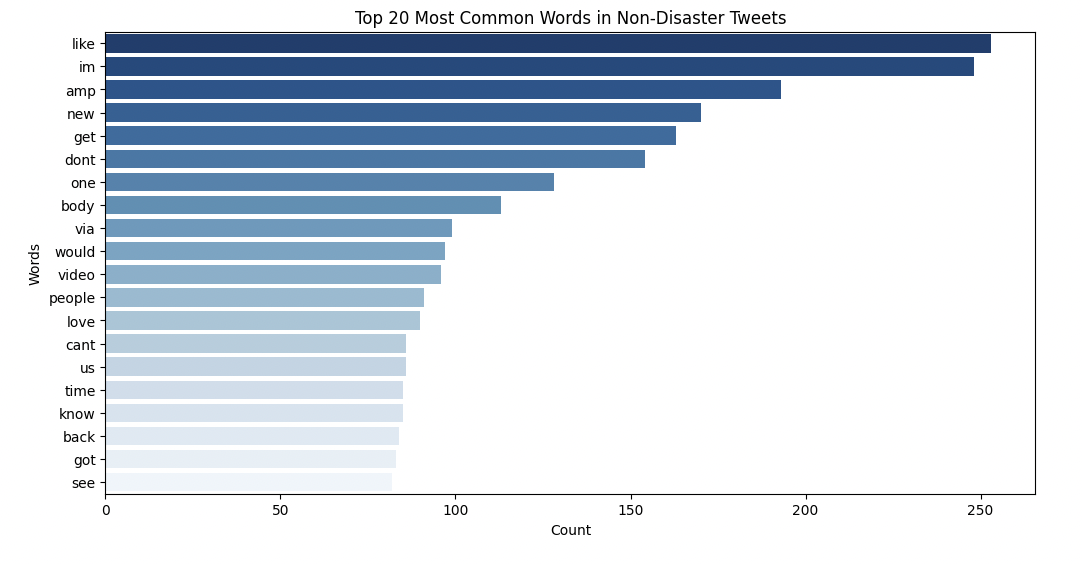 Top 20 Most Common Words in Non-Disaster Tweets
Words
like
im
amp
new
get
dont
one
body
via
would
video
people
love
cant
us
time
know
back
got
see
0 50 100 150 200 250
Count